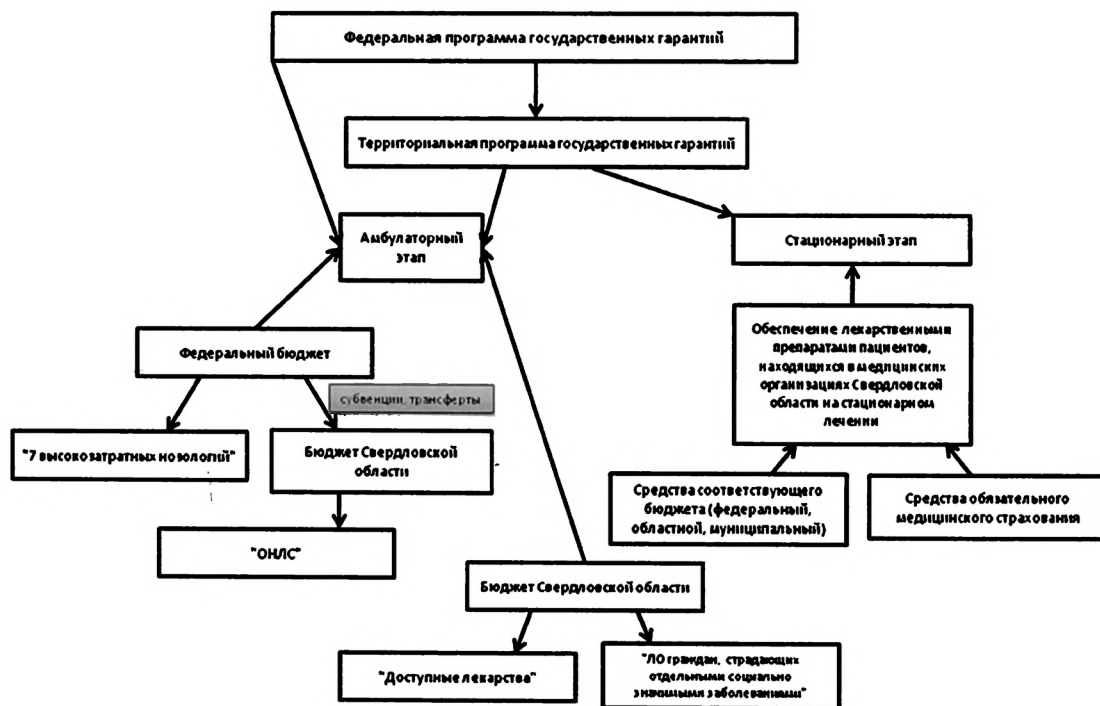 Федеральная программа государственных гарантий
Территориальная программа государственных гарантий
Амбулаторный
этап
Стационарный этап
Федеральный бюджет
Обеспечение лекарственными
препаратами пациентов,
находящихся в медицинских
организациях Свердловской
области на стационарном
лечении
субвенции, трансферты
"7 высокозатратных нозологий"
Бюджет Свердловской
области
Средства соответствующего
бюджета (федеральный,
областной, муниципальный)
Средства обязательного
медицинского страхования
"ОНЛС"
Бюджет Свердловской области
"Доступные лекарства"
"ЛО граждан, страдающих
отдельными социально
значимыми заболеваниями"